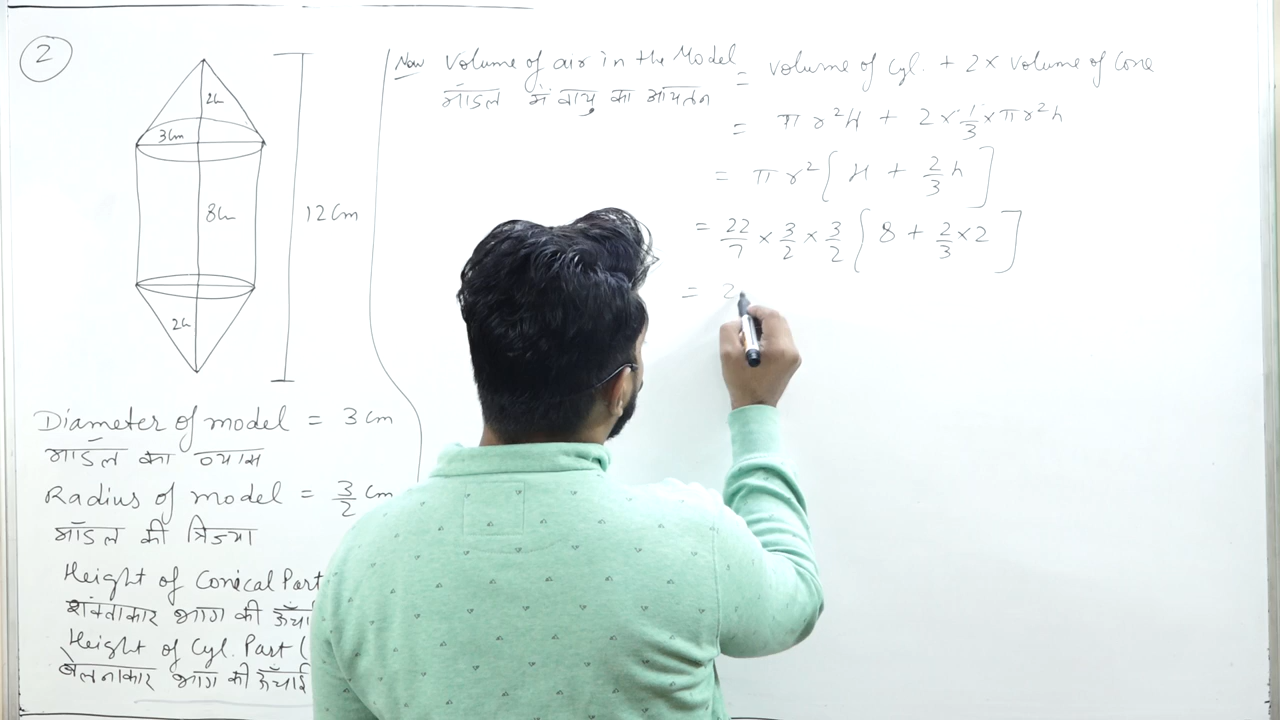 2
2cm
3cm
8cm
12cm
2cm
Diameter of model = 3 cm
मॉडल का व्यास
Radius of model = 3/2 cm
मॉडल की त्रिज्या
Height of Conical Part
शंक्वाकार भाग की ऊँचाई
Height of Cyl. Part (
बेलनाकार भाग की ऊँचाई
Now Volume of air in the Model = volume of cyl. + 2 × volume of Cone
मॉडल में वायु का आयतन
= π r²H + 2 × 1/3 × π r²h
= π r² [ H + 2/3 h ]
= 22/7 × 3/2 × 3/2 [ 8 + 2/3 × 2 ]
= 2